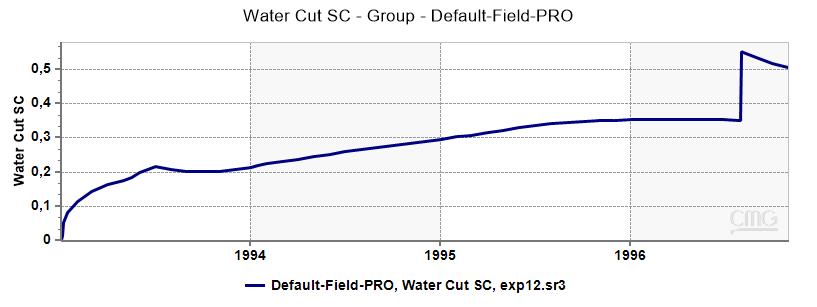 Water Cut SC - Group - Default-Field-PRO
Water Cut SC
0,5
0,4
0,3
0,2
0,1
0
1994
1995
1996
CMG
Default-Field-PRO, Water Cut SC, exp12.sr3